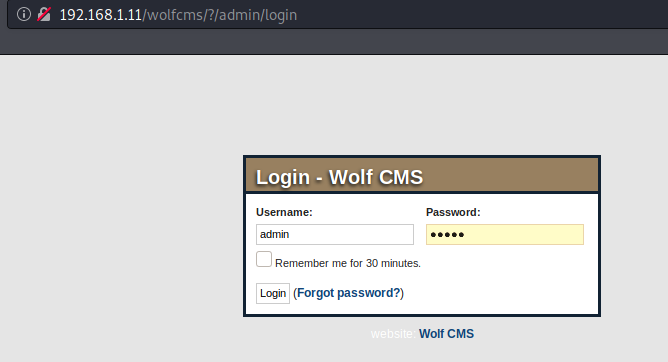 192.168.1.11/wolfcms/?/admin/login
Login - Wolf CMS
Username: Password:
admin •••••
Remember me for 30 minutes.
Login (Forgot password?)
website: Wolf CMS